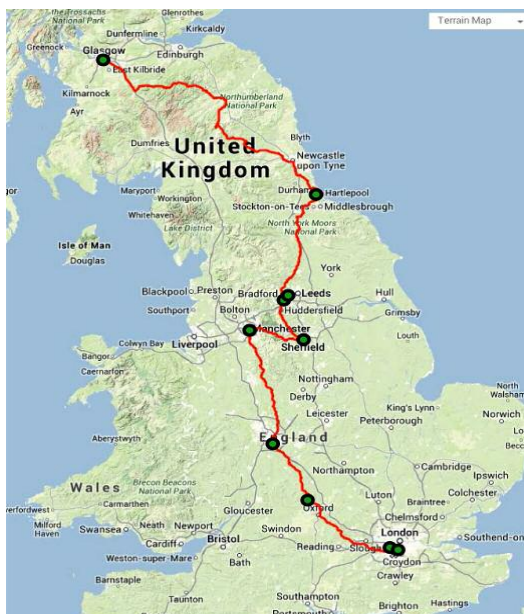 the Trossachs
National Park
Glenrothes
Dunfermline
Kirkcaldy
Terrain Map
Greenock
Glasgow
Edinburgh
East Kilbride
Kilmarnock
Ayr
Northumberland
National Park
Dumfries
United
Kingdom
Blyth
Newcastle
upon Tyne
Maryport
Workington
Whitehaven
Lake District
Durham
Hartlepool
Stockton-on-Tees
Middlesbrough
North York Moors
National Park
Isle of Man
Douglas
York
Blackpool
Preston
Bradford
Leeds
Southport
Bolton
Huddersfield
Hull
Grimsby
Liverpool
Manchester
Sheffield
Louth
Colwyn Bay
Bangor
Caernarfon
Derby
Nottingham
King's Lynn
North
Walsham
Norwich
Leicester
Peterborough
Aberystwyth
England
Northampton
Cambridge
Ipswich
Wales
Brecon Beacons
National Park
Carmarthen
Gloucester
Oxford
Luton
Braintree
Colchester
Chelmsford
Milford
Haven
Swansea
Neath
Newport
Cardiff
Bristol
Swindon
Reading
Slough
London
Southend-on
Sea
Weston-super-Mare
Bath
Croydon
Crawley
Barnstaple
Taunton
Southampton
Brighton
Hastings